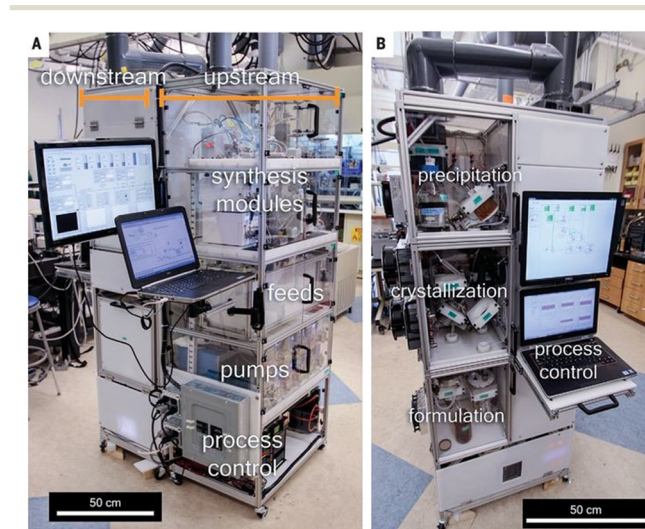 A
downstream upstream
synthesis
modules
feeds
pumps
process
control
50 cm
B
precipitation
crystallization
process
control
formulation
50 cm